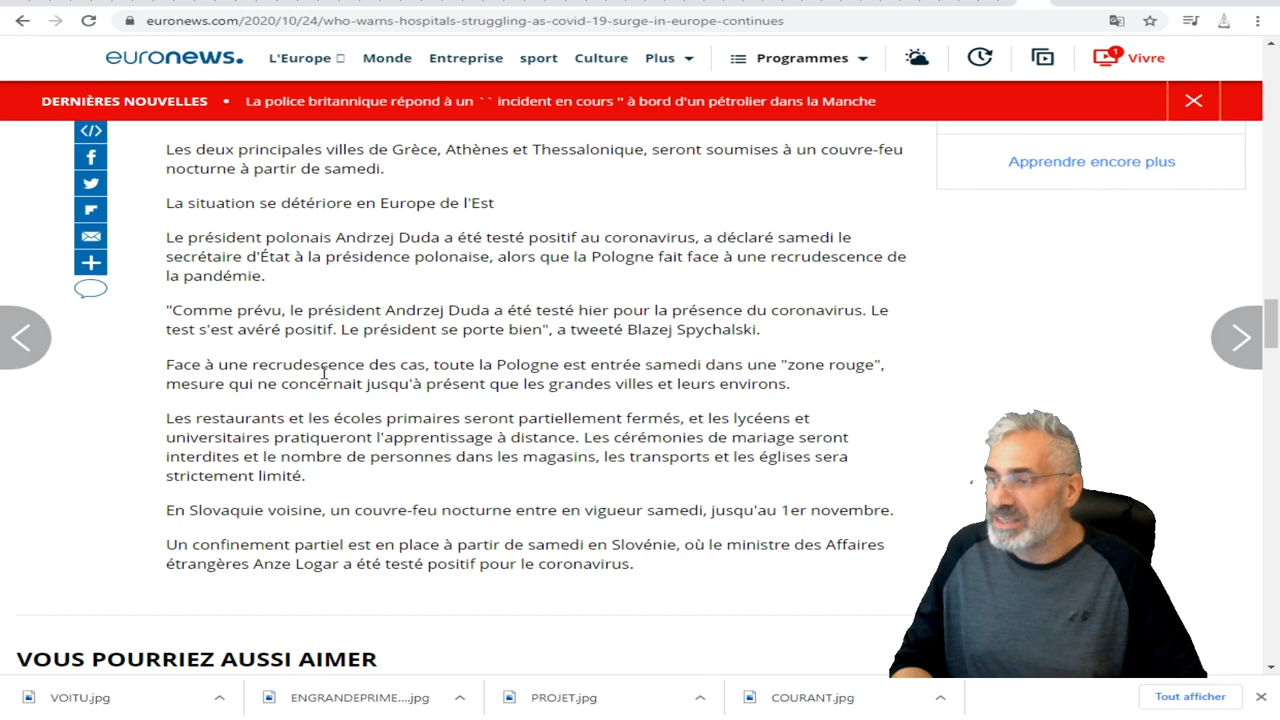 euronews.com/2020/10/24/who-warns-hospitals-struggling-as-covid-19-surge-in-europe-continues
euronews.
L'Europe Monde Entreprise sport Culture Plus Programmes 1 Vivre
DERNIÈRES NOUVELLES • La police britannique répond à un `` incident en cours '' à bord d'un pétrolier dans la Manche
Les deux principales villes de Grèce, Athènes et Thessalonique, seront soumises à un couvre-feu
nocturne à partir de samedi.
Apprendre encore plus
La situation se détériore en Europe de l'Est
Le président polonais Andrzej Duda a été testé positif au coronavirus, a déclaré samedi le
secrétaire d'État à la présidence polonaise, alors que la Pologne fait face à une recrudescence de
la pandémie.
"Comme prévu, le président Andrzej Duda a été testé hier pour la présence du coronavirus. Le
test s'est avéré positif. Le président se porte bien", a tweeté Blazej Spychalski.
Face à une recrudescence des cas, toute la Pologne est entrée samedi dans une "zone rouge",
mesure qui ne concernait jusqu'à présent que les grandes villes et leurs environs.
Les restaurants et les écoles primaires seront partiellement fermés, et les lycéens et
universitaires pratiqueront l'apprentissage à distance. Les cérémonies de mariage seront
interdites et le nombre de personnes dans les magasins, les transports et les églises sera
strictement limité.
En Slovaquie voisine, un couvre-feu nocturne entre en vigueur samedi, jusqu'au 1er novembre.
Un confinement partiel est en place à partir de samedi en Slovénie, où le ministre des Affaires
étrangères Anze Logar a été testé positif pour le coronavirus.
VOUS POURRIEZ AUSSI AIMER
VOITU.jpg ENGRANDEPRIME....jpg PROJET.jpg COURANT.jpg Tout afficher